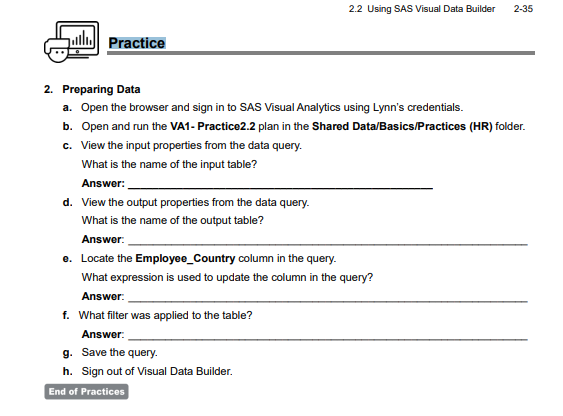 2.2 Using SAS Visual Data Builder 2-35
Practice
2. Preparing Data
a. Open the browser and sign in to SAS Visual Analytics using Lynn's credentials.
b. Open and run the VA1- Practice2.2 plan in the Shared Data/Basics/Practices (HR) folder.
c. View the input properties from the data query.
What is the name of the input table?
Answer:
d. View the output properties from the data query.
What is the name of the output table?
Answer:
e. Locate the Employee_Country column in the query.
What expression is used to update the column in the query?
Answer:
f. What filter was applied to the table?
Answer:
g. Save the query.
h. Sign out of Visual Data Builder.
End of Practices